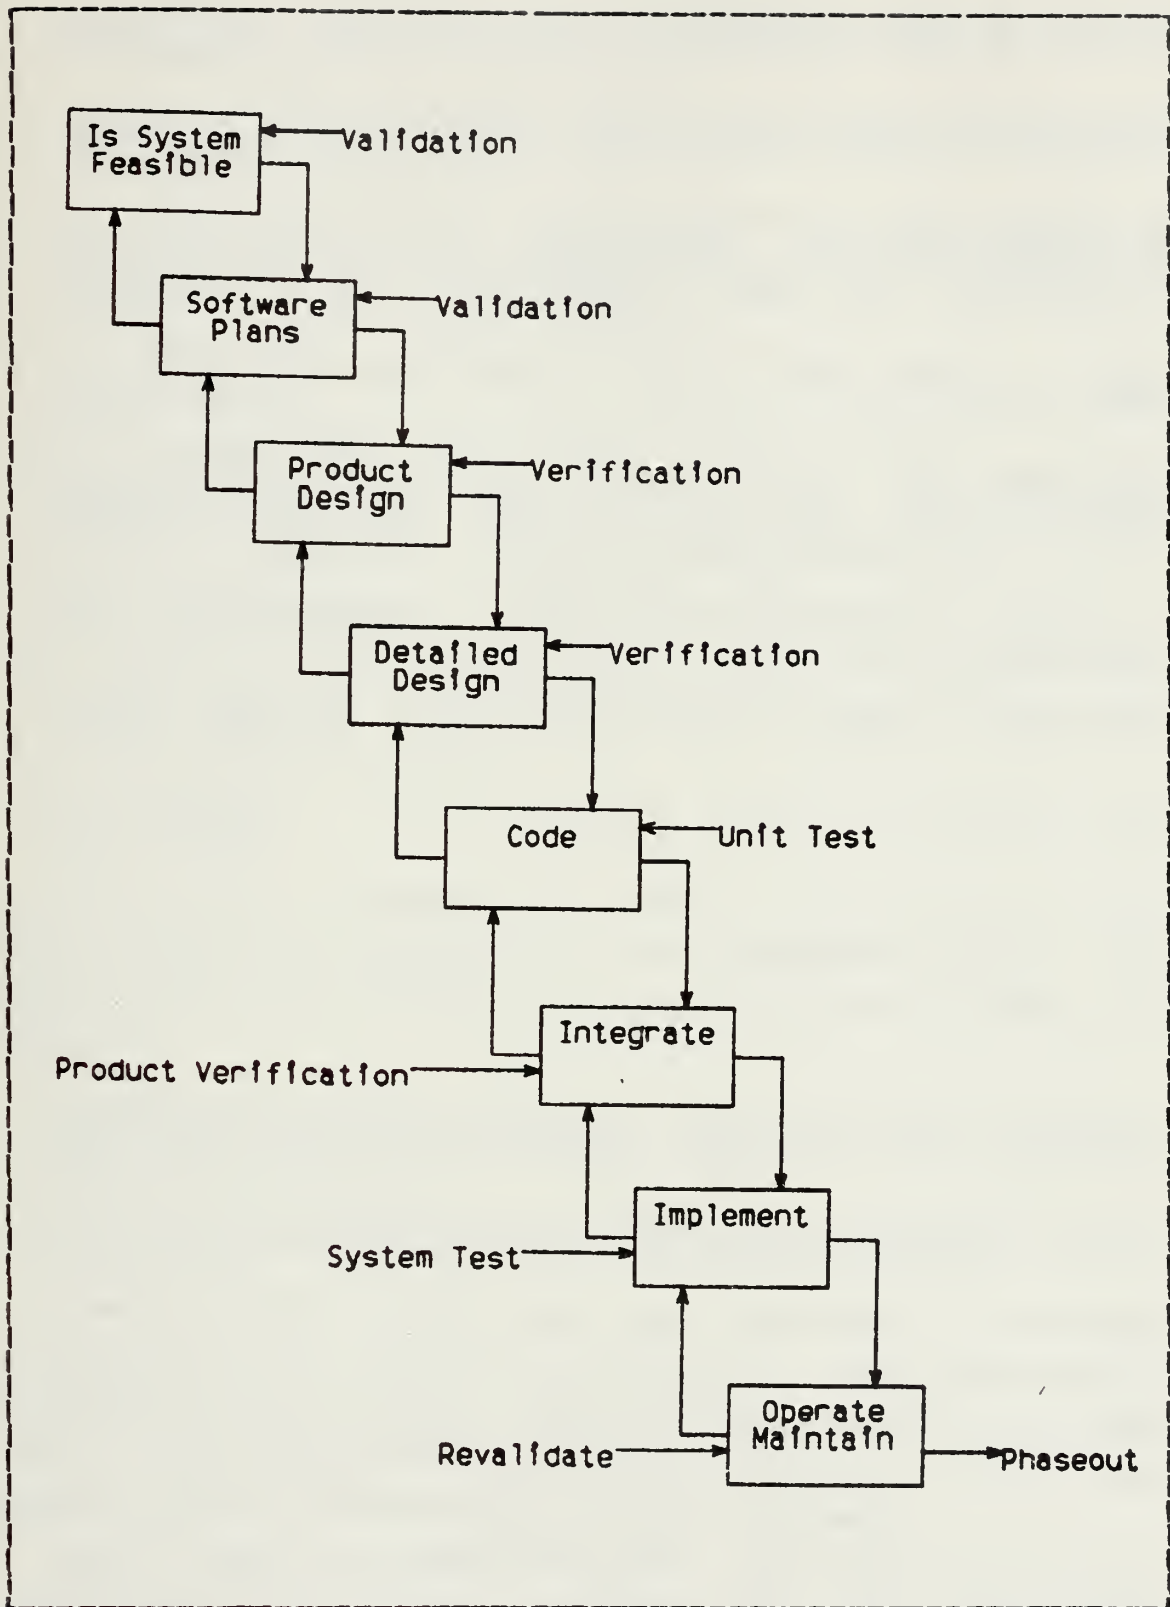 Is System
Feasible
Validation
Software
Plans
Validation
Product
Design
Verification
Detailed
Design
Verification
Code
Unit Test
Integrate
Product Verification
Implement
System Test
Operate
Maintain
Revalidate
Phaseout